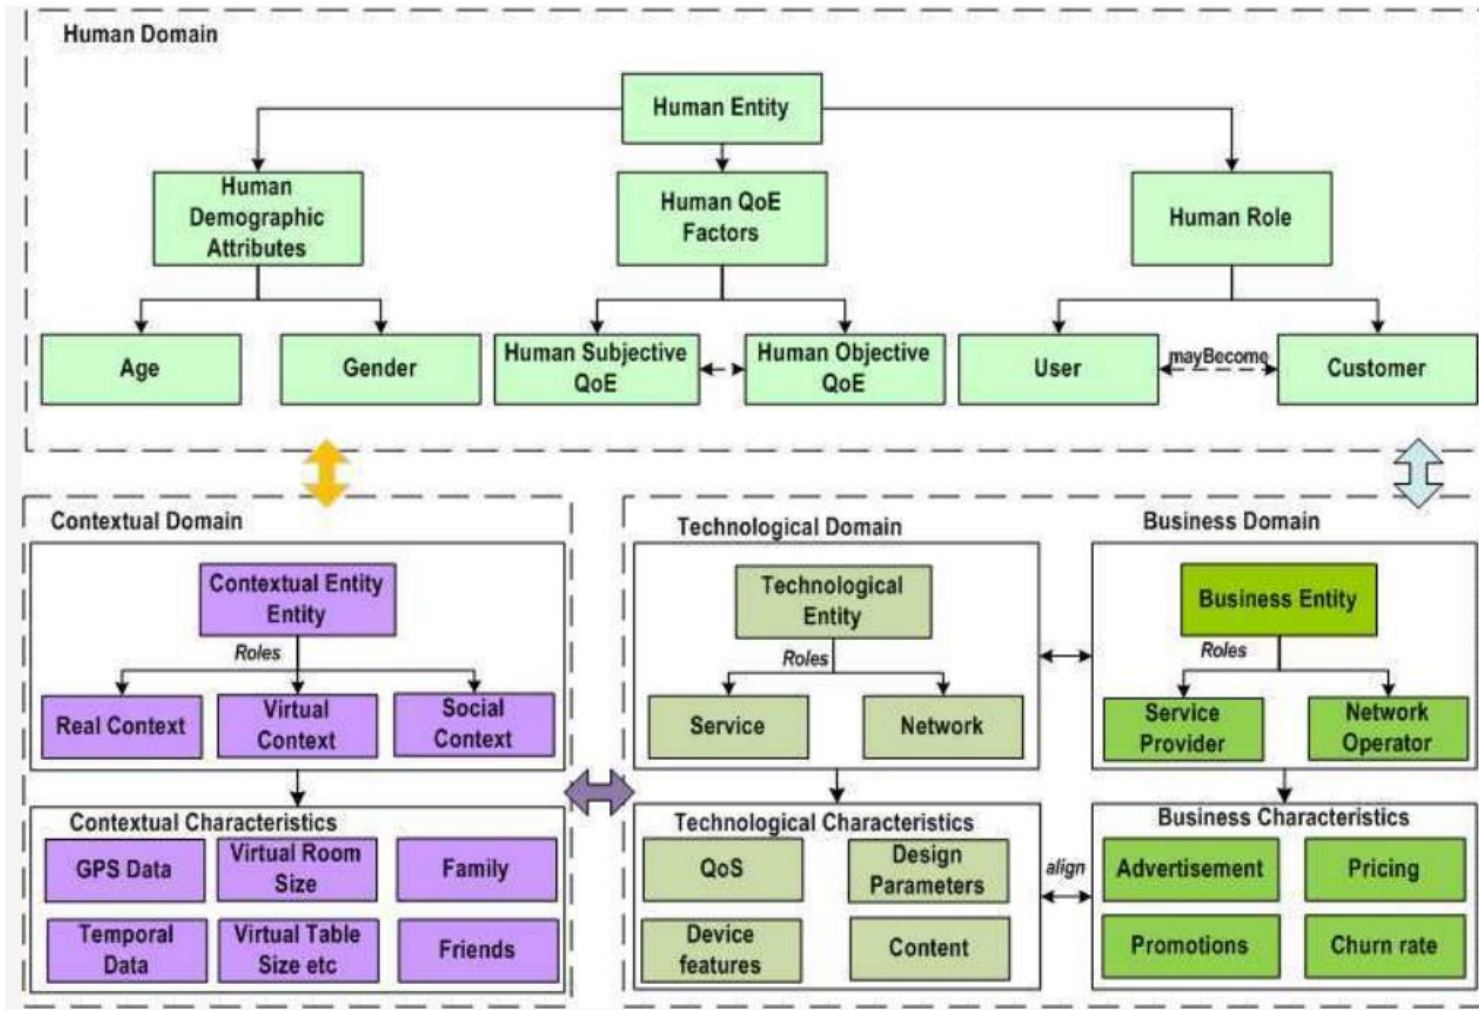 Human Domain
Human Entity
Human
Demographic
Attributes
Human QoE
Factors
Human Role
Age
Gender
Human Subjective
QoE
Human Objective
QoE
User
mayBecome
Customer
Contextual Domain
Contextual Entity
Entity
Roles
Real Context
Virtual
Context
Social
Context
Contextual Characteristics
GPS Data
Virtual Room
Size
Family
Temporal
Data
Virtual Table
Size etc
Friends
Technological Domain
Technological
Entity
Roles
Service
Network
Technological Characteristics
QoS
Design
Parameters
Device
features
Content
align
Business Domain
Business Entity
Roles
Service
Provider
Network
Operator
Business Characteristics
Advertisement
Pricing
Promotions
Churn rate